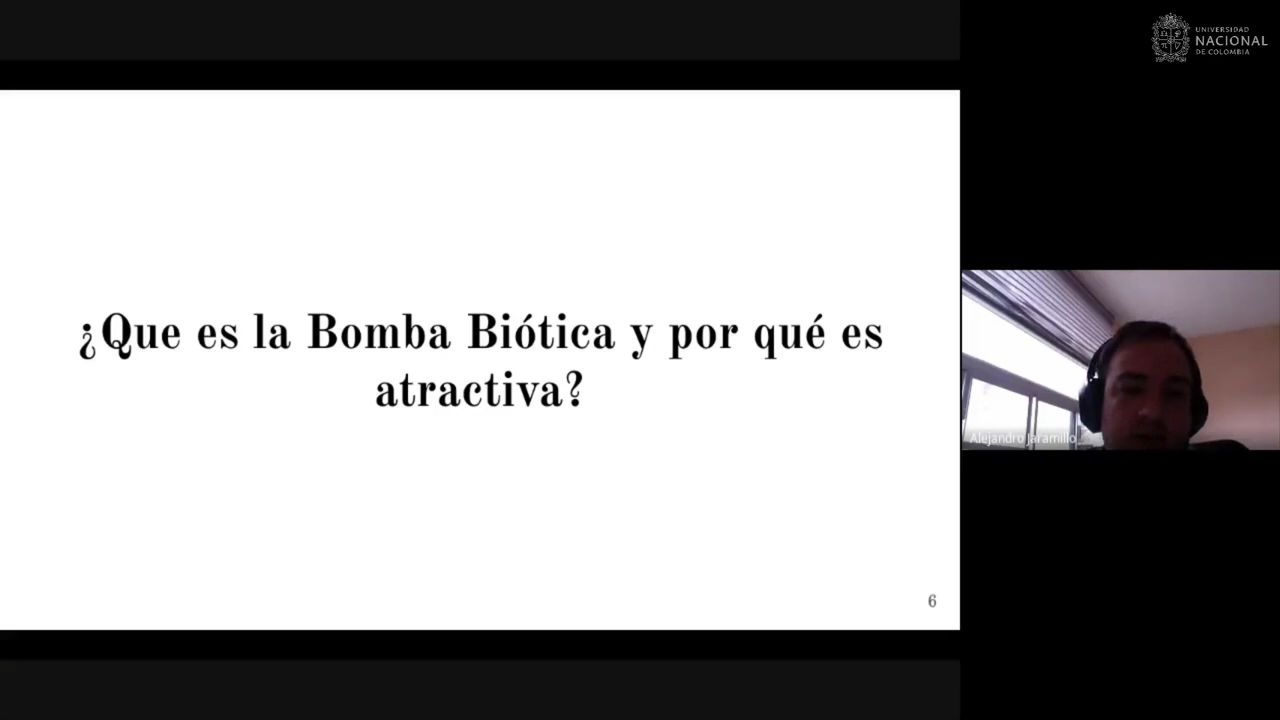 UNIVERSIDAD
NACIONAL
DE COLOMBIA
¿Que es la Bomba Biótica y por qué es
atractiva?
Alejandro Jaramillo
6